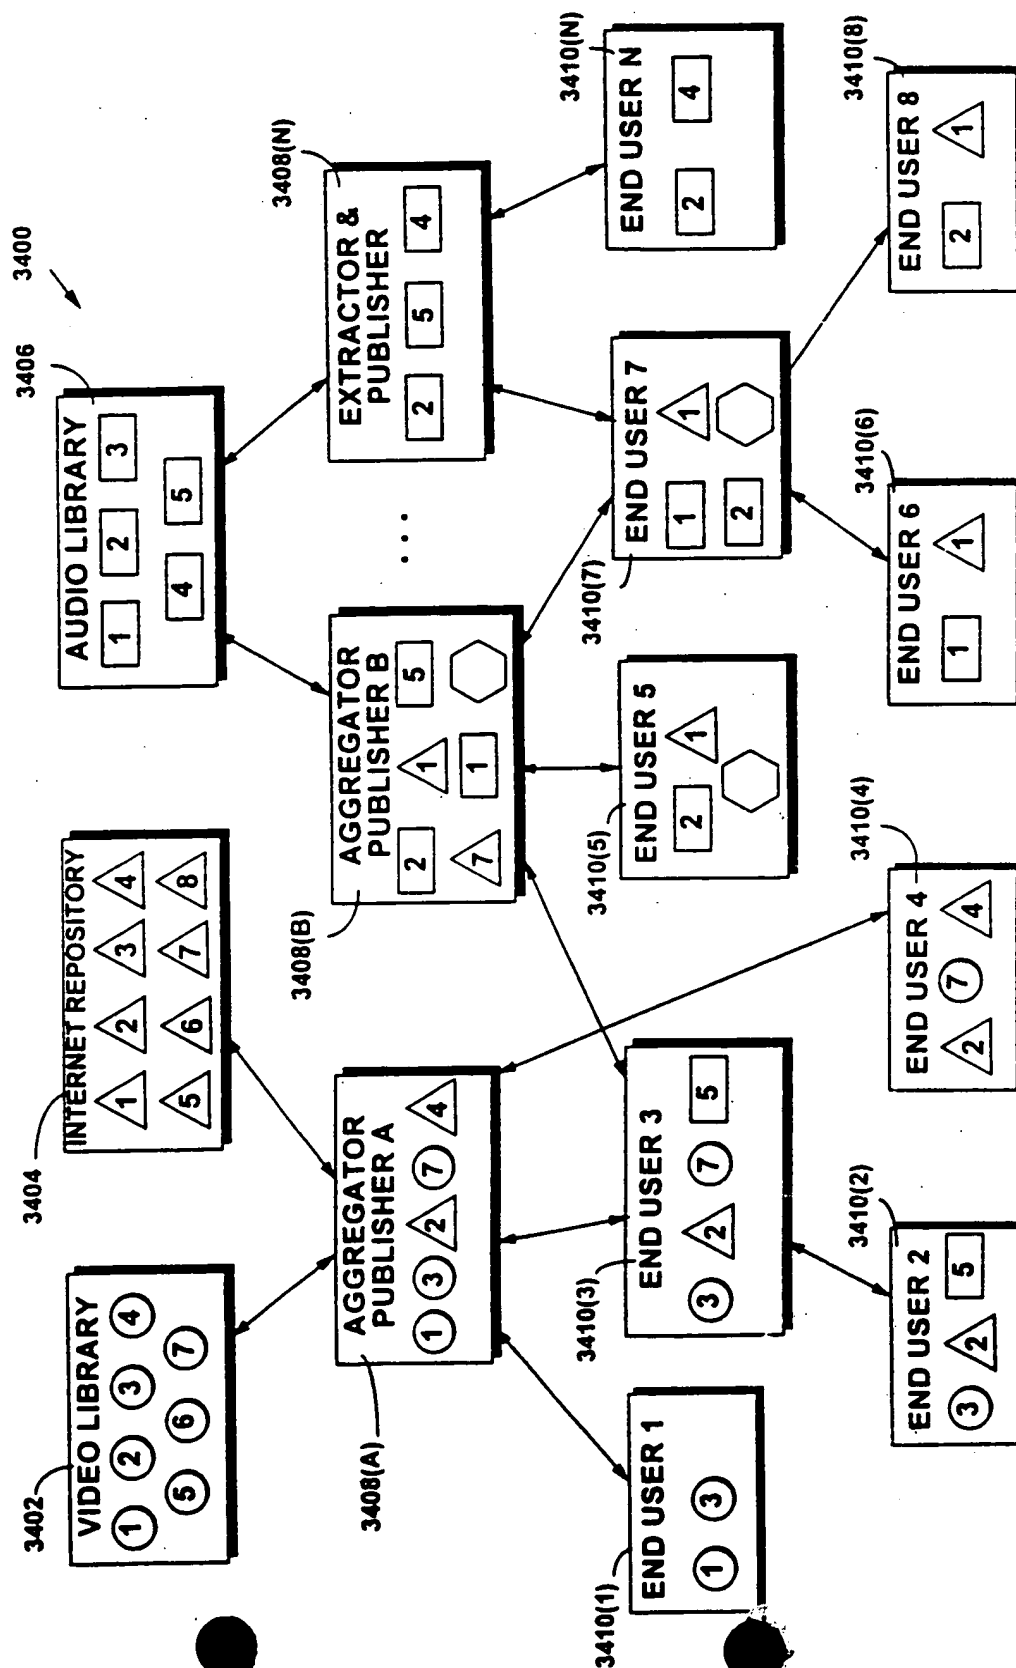 3400
3402
VIDEO LIBRARY
1 2 3 4
5 6 7
3404
INTERNET REPOSITORY
1 2 3 4
5 6 7 8
3406
AUDIO LIBRARY
1 2 3
4 5
3408(A)
AGGREGATOR
PUBLISHER A
1 3 2 7 4
3408(B)
AGGREGATOR
PUBLISHER B
2 1 5
7 1
...
3408(N)
EXTRACTOR &
PUBLISHER
2 5 4
3410(1)
END USER 1
1 3
3410(3)
END USER 3
3 2 7 5
3410(5)
END USER 5
2 1
3410(7)
END USER 7
1 1
2
3410(N)
END USER N
2 4
3410(2)
END USER 2
3 2 5
3410(4)
END USER 4
2 7 4
3410(6)
END USER 6
1 1
3410(8)
END USER 8
2 1